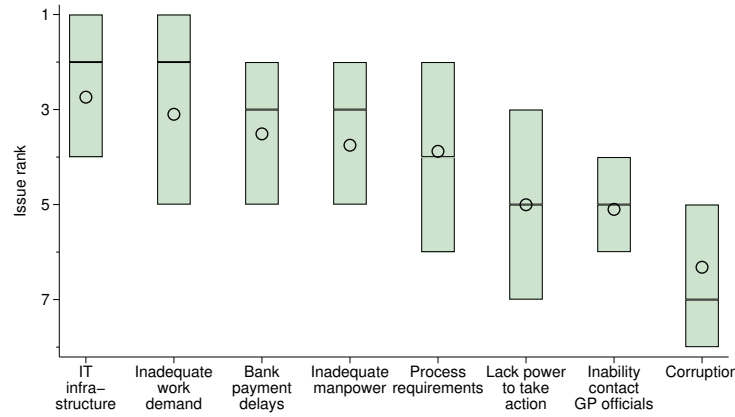 1
3
5
7
Issue rank
IT
infra−
structure
Inadequate
work
demand
Bank
payment
delays
Inadequate
manpower
Process
requirements
Lack power
to take
action
Inability
contact
GP officials
Corruption